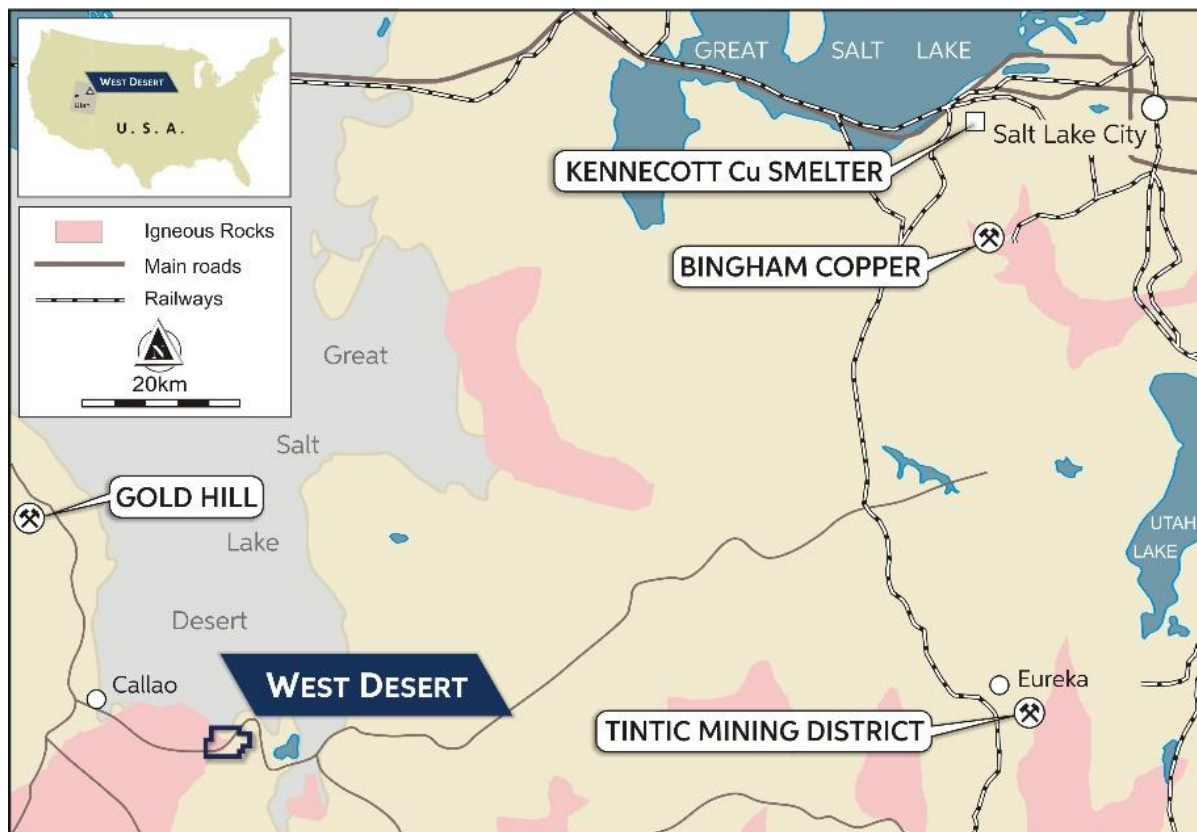 WEST DESERT
Utah
U. S. A.
Igneous Rocks
Main roads
Railways
N
20km
GREAT SALT LAKE
Salt Lake City
KENNECOTT Cu SMELTER
BINGHAM COPPER
Great
Salt
Lake
Desert
GOLD HILL
UTAH
LAKE
Callao
WEST DESERT
Eureka
TINTIC MINING DISTRICT